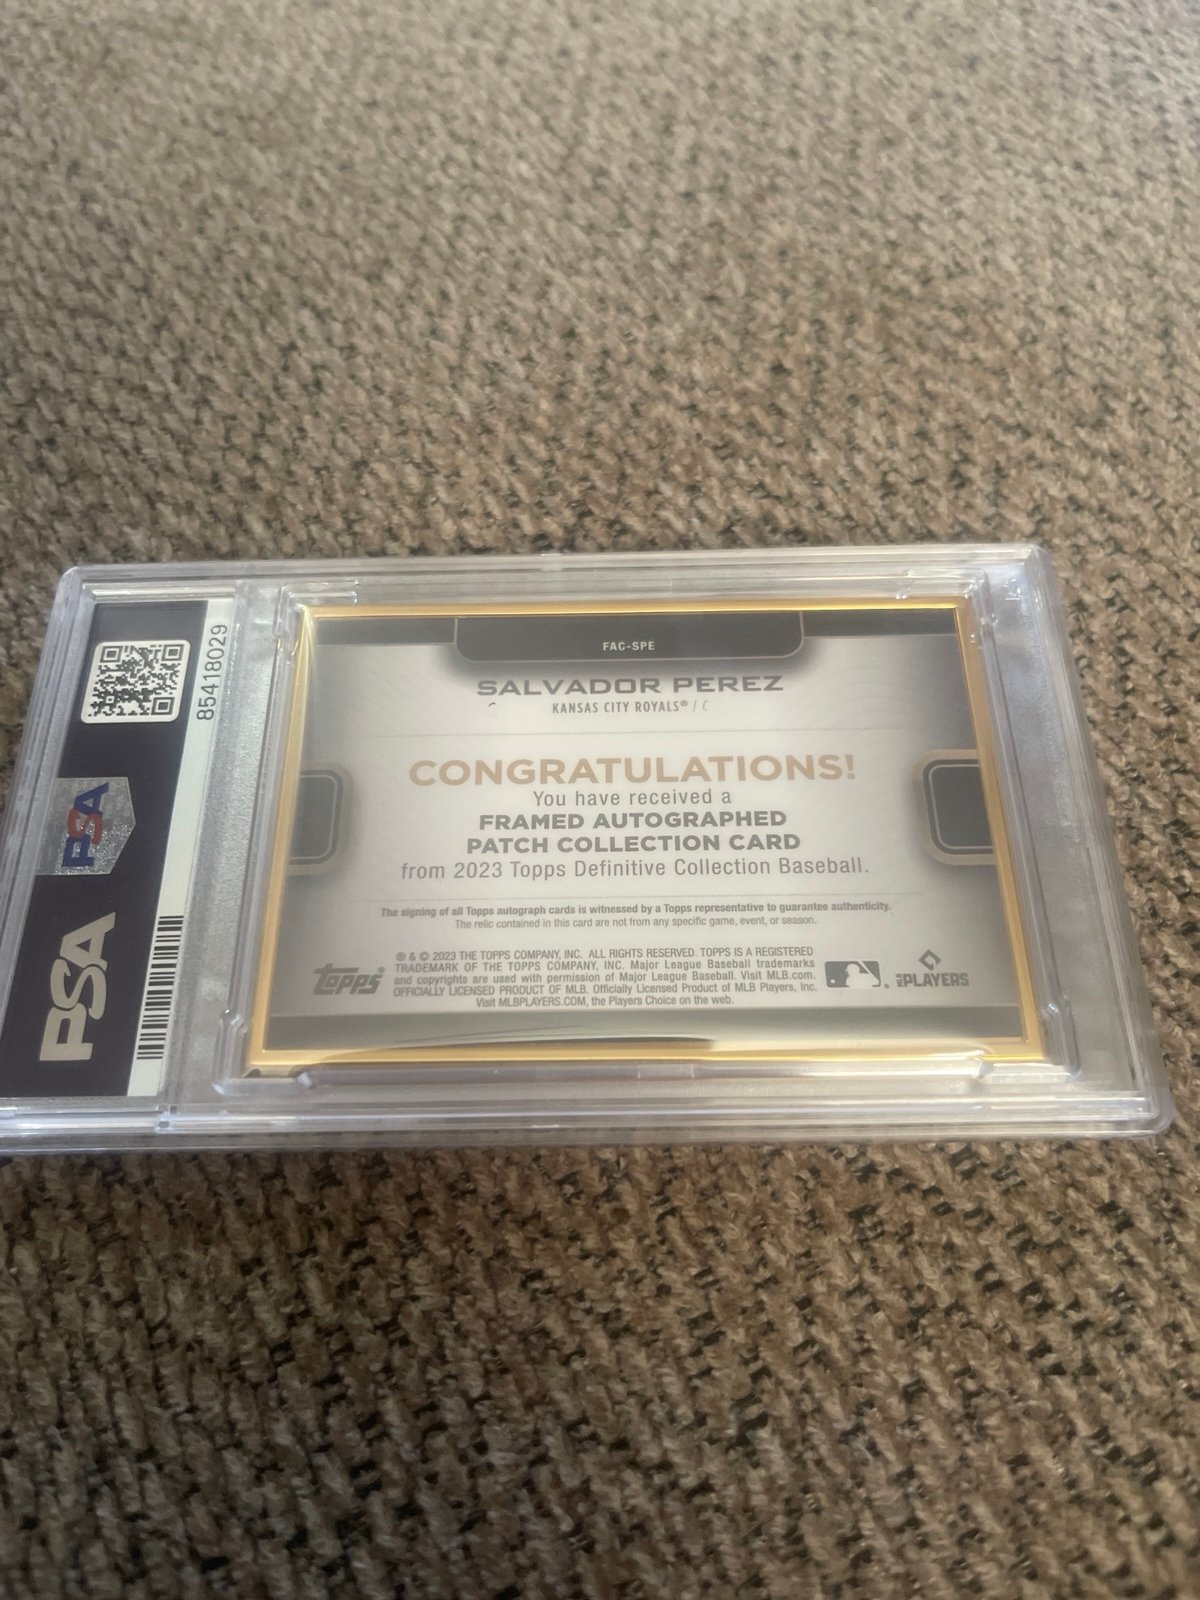 PSA
PSA
85418029
FAC-SPE
SALVADOR PEREZ
KANSAS CITY ROYALS® / C
CONGRATULATIONS!
You have received a
FRAMED AUTOGRAPHED
PATCH COLLECTION CARD
from 2023 Topps Definitive Collection Baseball.
The signing of all Topps autograph cards is witnessed by a Topps representative to guarantee authenticity.
The relic contained in this card are not from any specific game, event, or season.
Topps®
® & © 2023 THE TOPPS COMPANY, INC. ALL RIGHTS RESERVED. TOPPS IS A REGISTERED
TRADEMARK OF THE TOPPS COMPANY, INC. Major League Baseball trademarks
and copyrights are used with permission of Major League Baseball. Visit MLB.com.
OFFICIALLY LICENSED PRODUCT OF MLB. Officially Licensed Product of MLB Players, Inc.
Visit MLBPLAYERS.COM, the Players Choice on the web.
MLB PLAYERS